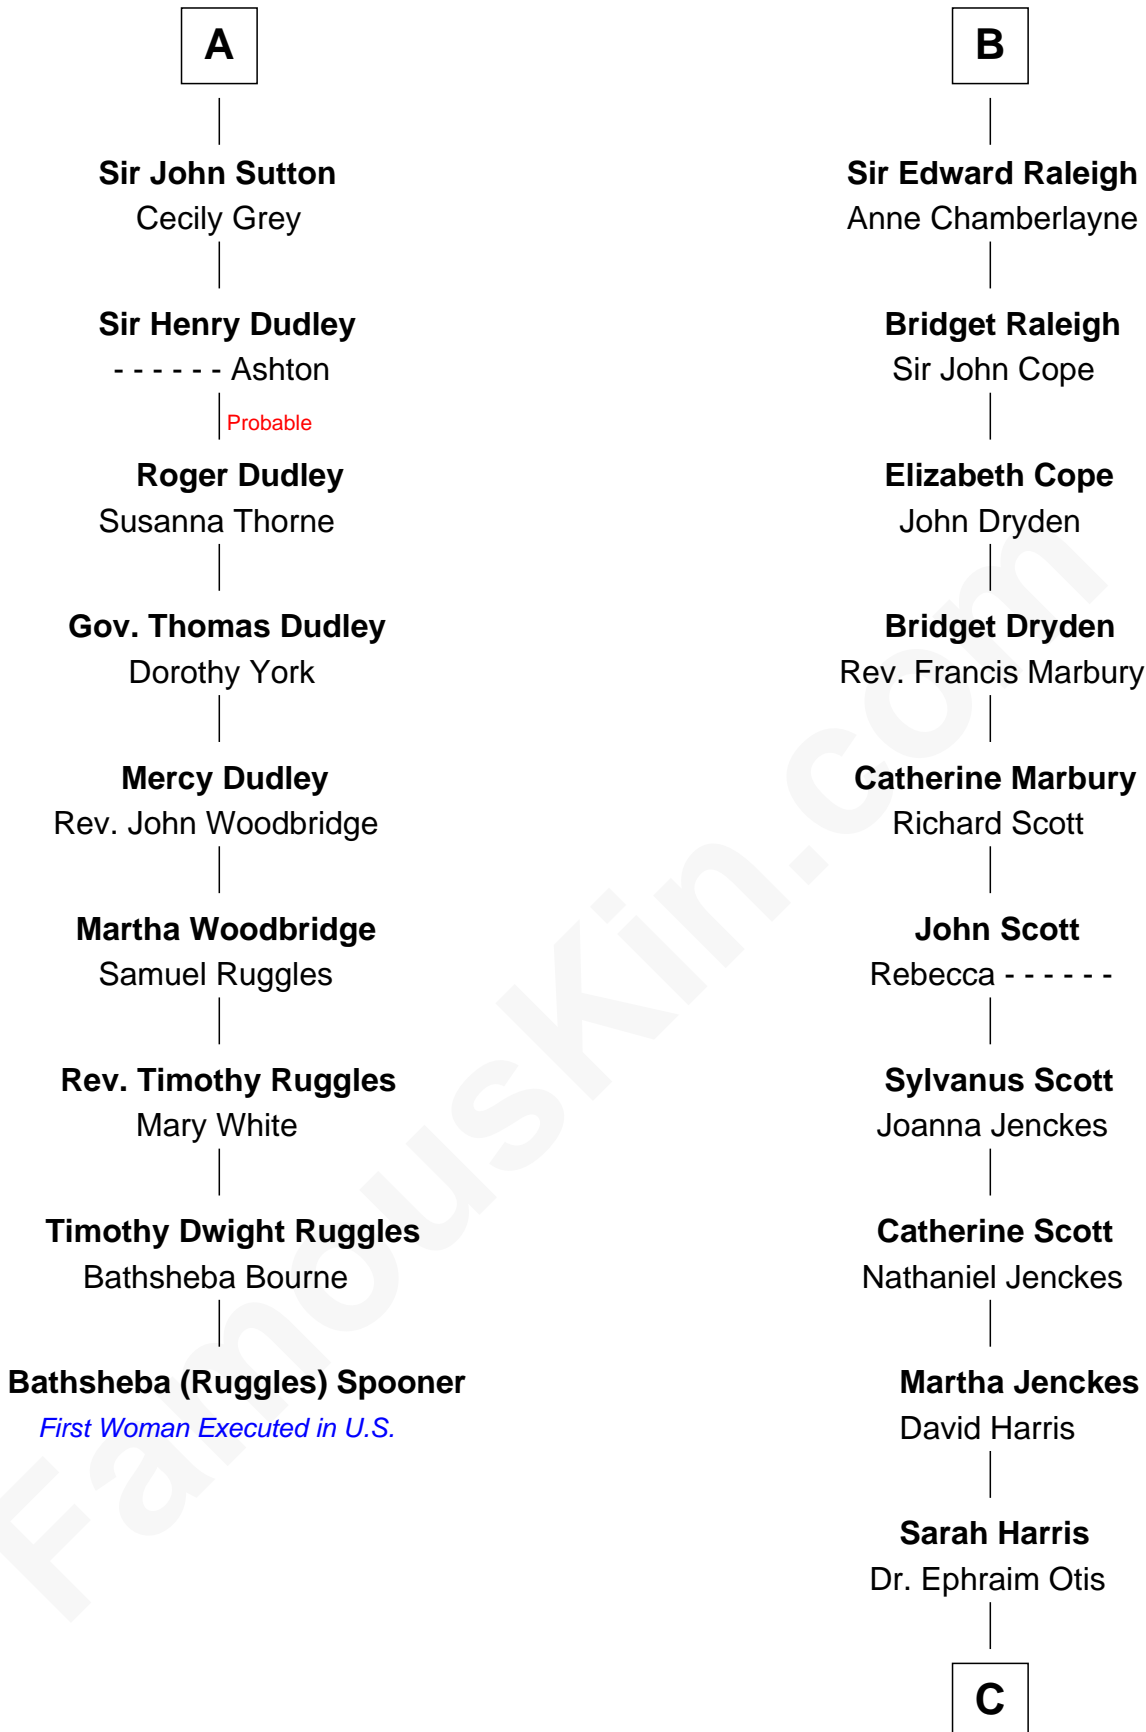 A
Sir John Sutton
Cecily Grey
Sir Henry Dudley
- - - - - - Ashton
Probable
Roger Dudley
Susanna Thorne
Gov. Thomas Dudley
Dorothy York
Mercy Dudley
Rev. John Woodbridge
Martha Woodbridge
Samuel Ruggles
Rev. Timothy Ruggles
Mary White
Timothy Dwight Ruggles
Bathsheba Bourne
Bathsheba (Ruggles) Spooner
First Woman Executed in U.S.
B
Sir Edward Raleigh
Anne Chamberlayne
Bridget Raleigh
Sir John Cope
Elizabeth Cope
John Dryden
Bridget Dryden
Rev. Francis Marbury
Catherine Marbury
Richard Scott
John Scott
Rebecca - - - - - -
Sylvanus Scott
Joanna Jenckes
Catherine Scott
Nathaniel Jenckes
Martha Jenckes
David Harris
Sarah Harris
Dr. Ephraim Otis
C
FamousKin.com